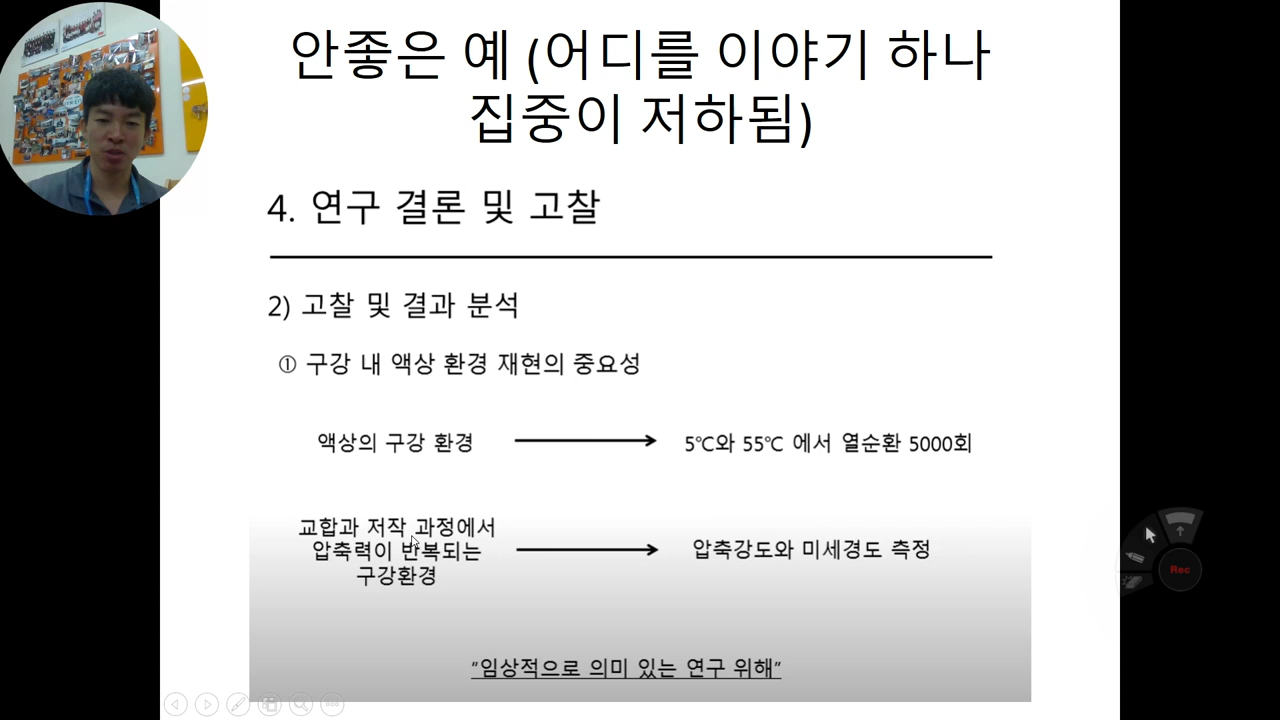 안좋은 예 (어디를 이야기 하나
집중이 저하됨)
4. 연구 결론 및 고찰
2) 고찰 및 결과 분석
① 구강 내 액상 환경 재현의 중요성
액상의 구강 환경
5℃와 55℃ 에서 열순환 5000회
교합과 저작 과정에서
압축력이 반복되는
구강환경
압축강도와 미세경도 측정
"임상적으로 의미 있는 연구 위해"
Rec